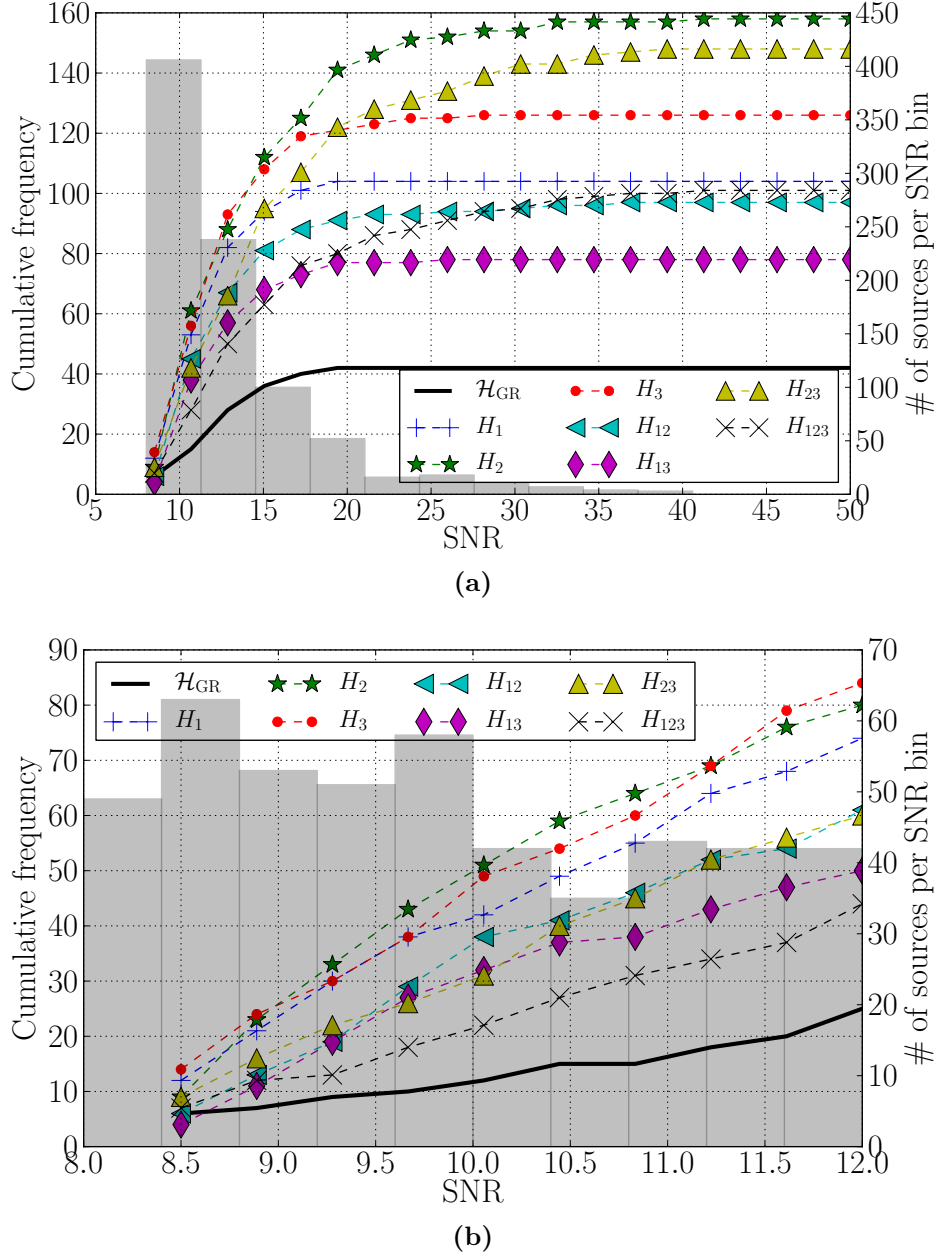 160
140
120
100
80
60
40
20
0
Cumulative frequency
450
400
350
300
250
200
150
100
50
0
# of sources per SNR bin
5 10 15 20 25 30 35 40 45 50
SNR
ℋGR
H1
H2
H3
H12
H13
H23
H123
(a)
90
80
70
60
50
40
30
20
10
0
Cumulative frequency
70
60
50
40
30
20
10
0
# of sources per SNR bin
8.0 8.5 9.0 9.5 10.0 10.5 11.0 11.5 12.0
SNR
ℋGR
H1
H2
H3
H12
H13
H23
H123
(b)